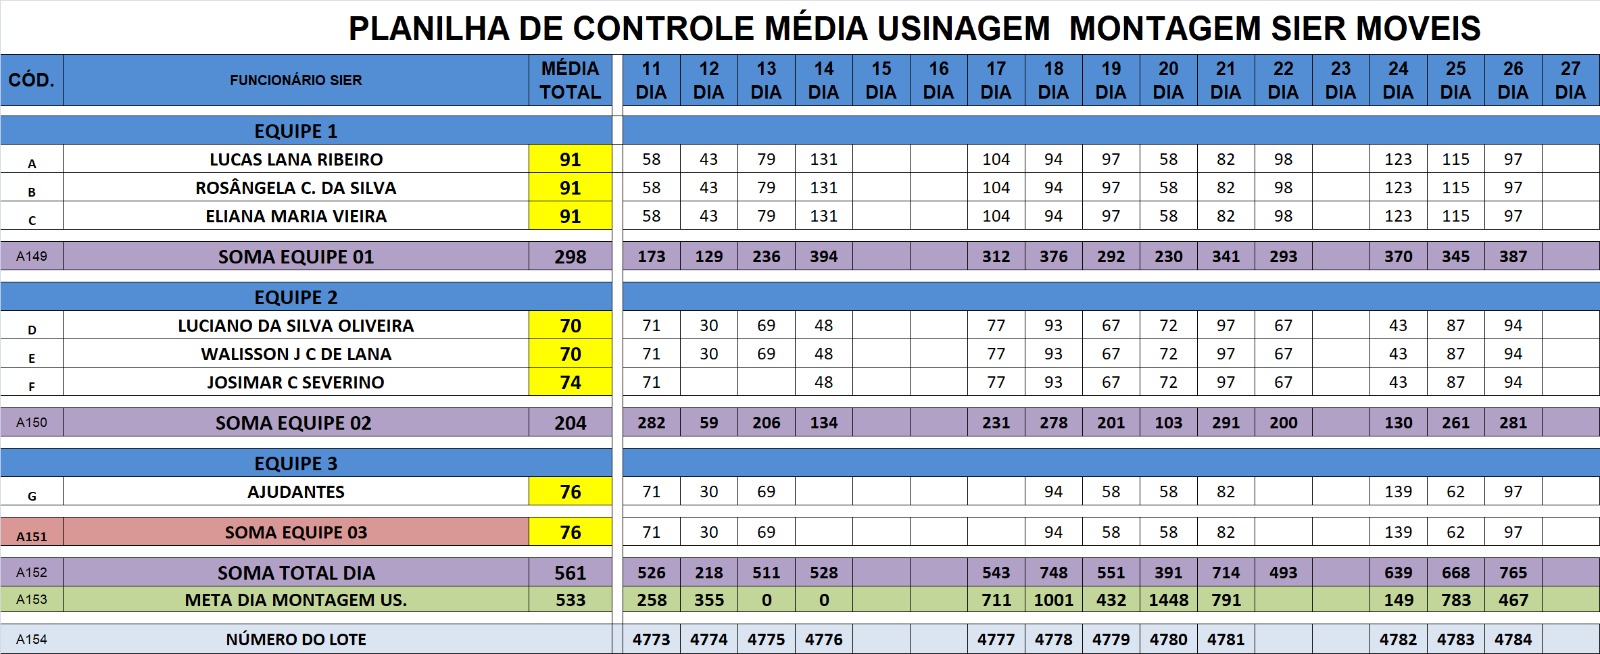 PLANILHA DE CONTROLE MÉDIA USINAGEM MONTAGEM SIER MOVEIS
CÓD. FUNCIONÁRIO SIER MÉDIA TOTAL 11 DIA 12 DIA 13 DIA 14 DIA 15 DIA 16 DIA 17 DIA 18 DIA 19 DIA 20 DIA 21 DIA 22 DIA 23 DIA 24 DIA 25 DIA 26 DIA 27 DIA
EQUIPE 1
A LUCAS LANA RIBEIRO 91 58 43 79 131 104 94 97 58 82 98 123 115 97
B ROSÂNGELA C. DA SILVA 91 58 43 79 131 104 94 97 58 82 98 123 115 97
C ELIANA MARIA VIEIRA 91 58 43 79 131 104 94 97 58 82 98 123 115 97
A149 SOMA EQUIPE 01 298 173 129 236 394 312 376 292 230 341 293 370 345 387
EQUIPE 2
D LUCIANO DA SILVA OLIVEIRA 70 71 30 69 48 77 93 67 72 97 67 43 87 94
E WALISSON J C DE LANA 70 71 30 69 48 77 93 67 72 97 67 43 87 94
F JOSIMAR C SEVERINO 74 71 48 77 93 67 72 97 67 43 87 94
A150 SOMA EQUIPE 02 204 282 59 206 134 231 278 201 103 291 200 130 261 281
EQUIPE 3
G AJUDANTES 76 71 30 69 94 58 58 82 139 62 97
A151 SOMA EQUIPE 03 76 71 30 69 94 58 58 82 139 62 97
A152 SOMA TOTAL DIA 561 526 218 511 528 543 748 551 391 714 493 639 668 765
A153 META DIA MONTAGEM US. 533 258 355 0 0 711 1001 432 1448 791 149 783 467
A154 NÚMERO DO LOTE 4773 4774 4775 4776 4777 4778 4779 4780 4781 4782 4783 4784